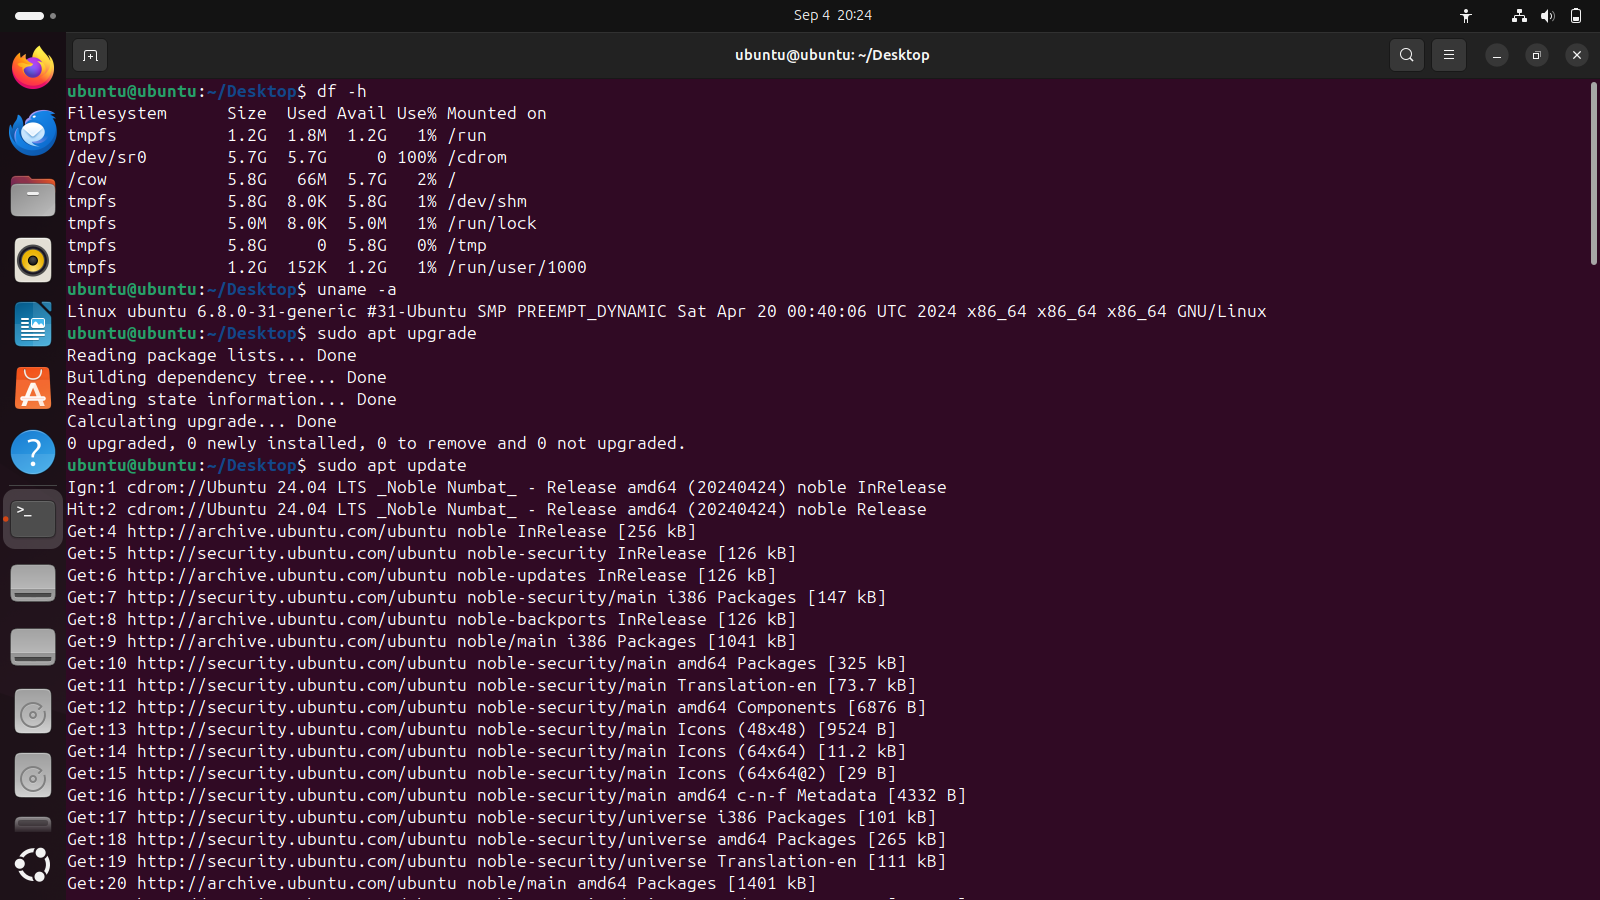 Sep 4 20:24
ubuntu@ubuntu: ~/Desktop
ubuntu@ubuntu:~/Desktop$ df -h
Filesystem      Size  Used Avail Use% Mounted on
tmpfs           1.2G  1.8M  1.2G   1% /run
/dev/sr0        5.7G  5.7G     0 100% /cdrom
/cow            5.8G   66M  5.7G   2% /
tmpfs           5.8G  8.0K  5.8G   1% /dev/shm
tmpfs           5.0M  8.0K  5.0M   1% /run/lock
tmpfs           5.8G     0  5.8G   0% /tmp
tmpfs           1.2G  152K  1.2G   1% /run/user/1000
ubuntu@ubuntu:~/Desktop$ uname -a
Linux ubuntu 6.8.0-31-generic #31-Ubuntu SMP PREEMPT_DYNAMIC Sat Apr 20 00:40:06 UTC 2024 x86_64 x86_64 x86_64 GNU/Linux
ubuntu@ubuntu:~/Desktop$ sudo apt upgrade
Reading package lists... Done
Building dependency tree... Done
Reading state information... Done
Calculating upgrade... Done
0 upgraded, 0 newly installed, 0 to remove and 0 not upgraded.
ubuntu@ubuntu:~/Desktop$ sudo apt update
Ign:1 cdrom://Ubuntu 24.04 LTS _Noble Numbat_ - Release amd64 (20240424) noble InRelease
Hit:2 cdrom://Ubuntu 24.04 LTS _Noble Numbat_ - Release amd64 (20240424) noble Release
Get:4 http://archive.ubuntu.com/ubuntu noble InRelease [256 kB]
Get:5 http://security.ubuntu.com/ubuntu noble-security InRelease [126 kB]
Get:6 http://archive.ubuntu.com/ubuntu noble-updates InRelease [126 kB]
Get:7 http://security.ubuntu.com/ubuntu noble-security/main i386 Packages [147 kB]
Get:8 http://archive.ubuntu.com/ubuntu noble-backports InRelease [126 kB]
Get:9 http://archive.ubuntu.com/ubuntu noble/main i386 Packages [1041 kB]
Get:10 http://security.ubuntu.com/ubuntu noble-security/main amd64 Packages [325 kB]
Get:11 http://security.ubuntu.com/ubuntu noble-security/main Translation-en [73.7 kB]
Get:12 http://security.ubuntu.com/ubuntu noble-security/main amd64 Components [6876 B]
Get:13 http://security.ubuntu.com/ubuntu noble-security/main Icons (48x48) [9524 B]
Get:14 http://security.ubuntu.com/ubuntu noble-security/main Icons (64x64) [11.2 kB]
Get:15 http://security.ubuntu.com/ubuntu noble-security/main Icons (64x64@2) [29 B]
Get:16 http://security.ubuntu.com/ubuntu noble-security/main amd64 c-n-f Metadata [4332 B]
Get:17 http://security.ubuntu.com/ubuntu noble-security/universe i386 Packages [101 kB]
Get:18 http://security.ubuntu.com/ubuntu noble-security/universe amd64 Packages [265 kB]
Get:19 http://security.ubuntu.com/ubuntu noble-security/universe Translation-en [111 kB]
Get:20 http://archive.ubuntu.com/ubuntu noble/main amd64 Packages [1401 kB]